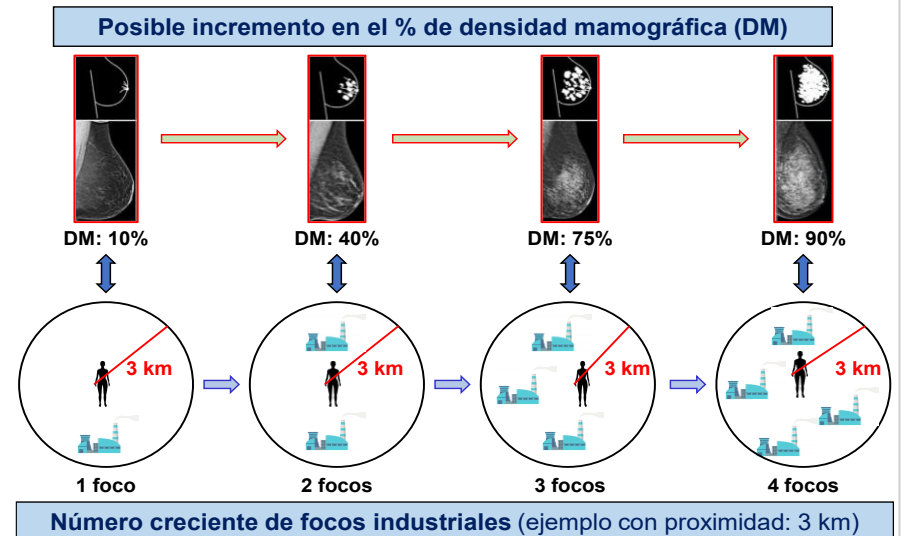 Posible incremento en el % de densidad mamográfica (DM)
DM: 10%
DM: 40%
DM: 75%
DM: 90%
3 km
3 km
3 km
3 km
1 foco
2 focos
3 focos
4 focos
Número creciente de focos industriales (ejemplo con proximidad: 3 km)